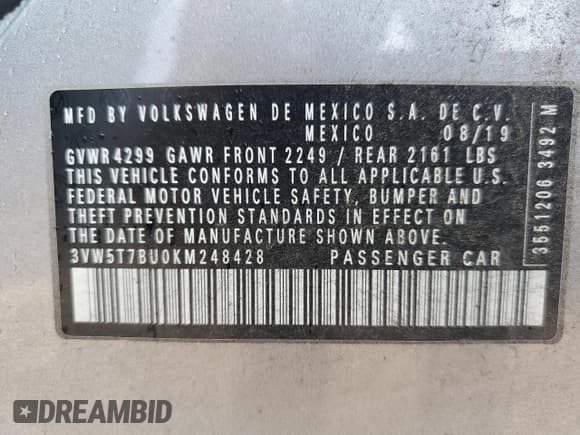 MFD BY VOLKSWAGEN DE MEXICO S.A. DE C.V.
MEXICO 08/19
GVWR 4299 GAWR FRONT 2249 / REAR 2161 LBS
THIS VEHICLE CONFORMS TO ALL APPLICABLE U.S.
FEDERAL MOTOR VEHICLE SAFETY, BUMPER AND
THEFT PREVENTION STANDARDS IN EFFECT ON
THE DATE OF MANUFACTURE SHOWN ABOVE.
3VW5T7BU0KM248428 PASSENGER CAR
3551206 3492 M
DREAMBID